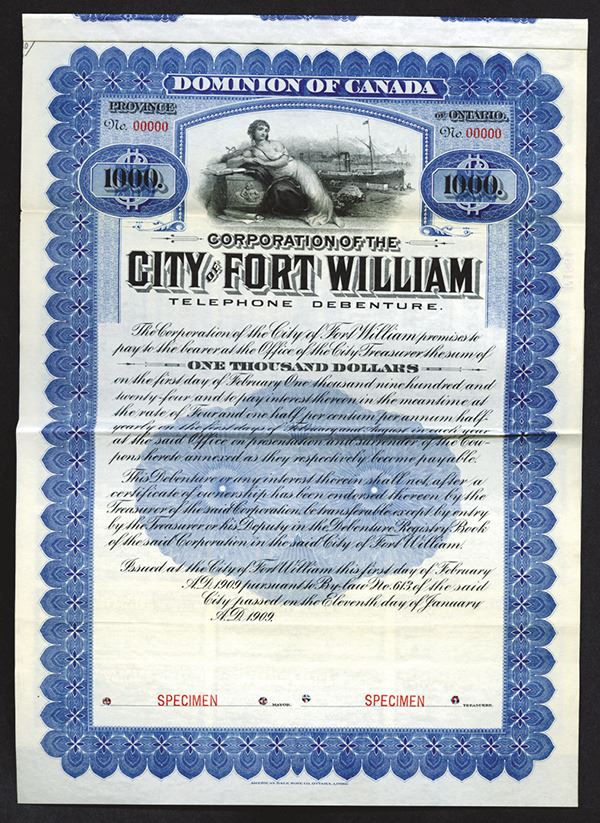 DOMINION OF CANADA
PROVINCE OF ONTARIO.
No. 00000 No. 00000
1000. 1000.
CORPORATION OF THE
CITY OF FORT WILLIAM
TELEPHONE DEBENTURE.
The Corporation of the City of Fort William promises to
pay to the bearer at the Office of the City Treasurer the sum of
ONE THOUSAND DOLLARS
on the first day of February One thousand nine hundred and
twenty-four and to pay interest thereon in the meantime at
the rate of Four and one half per centum per annum half
yearly on the first days of February and August each year
at the said Office on presentation and surrender of the Cou-
pons hereto annexed as they respectively become payable.
This Debenture or any interest therein shall not, after a
certificate of ownership has been endorsed thereon by the
Treasurer of the said Corporation, be transferable except by entry
by the Treasurer or his Deputy in the Debenture Registry Book
of the said Corporation in the said City of Fort William.
Issued at the City of Fort William this first day of February
A.D. 1909 pursuant to By-law No. 613 of the said
City passed on the Eleventh day of January
A.D. 1909.
SPECIMEN MAYOR. SPECIMEN TREASURER.
AMERICAN BANK NOTE CO. OTTAWA.